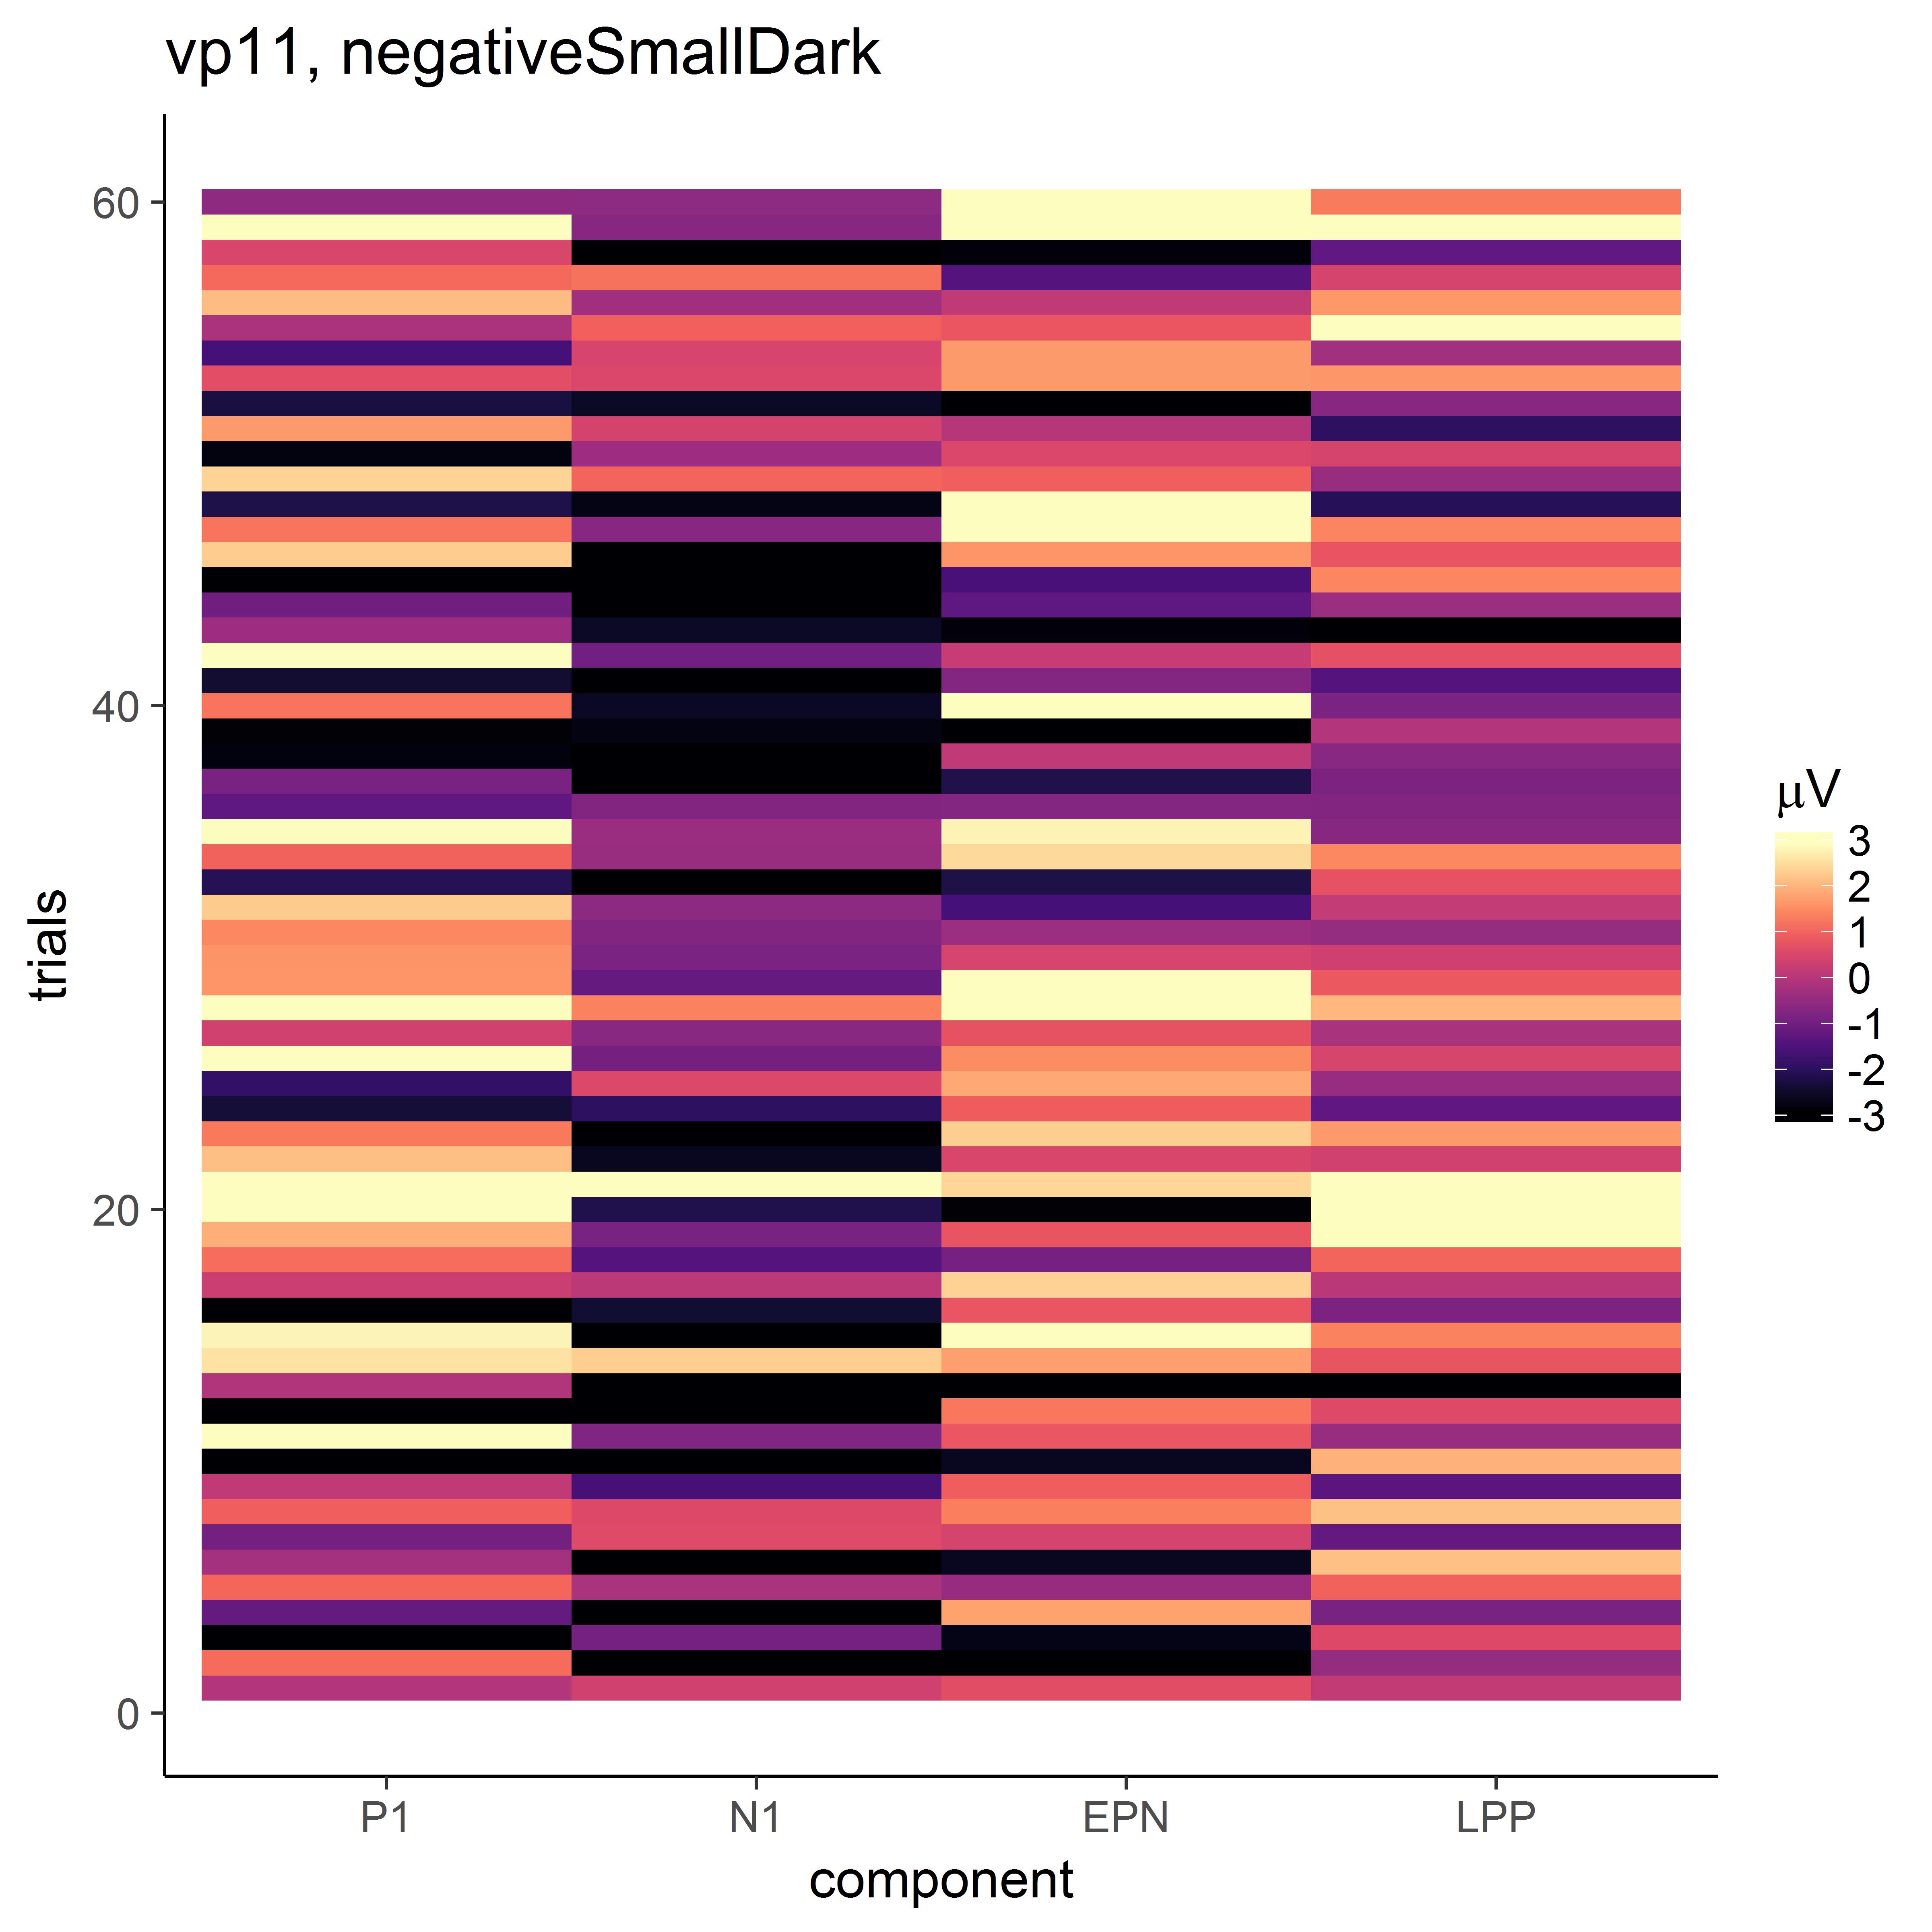 vp11, negativeSmallDark
60
40
20
0
trials
P1 N1 EPN LPP
component
μV
3
2
1
0
-1
-2
-3